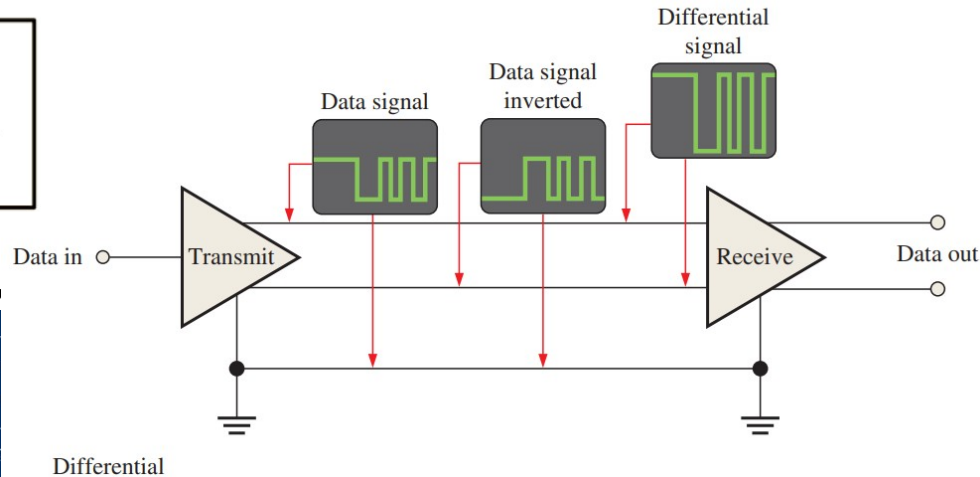 Differential
signal
Data signal
inverted
Data signal
Data in
Transmit
Receive
Data out
Differential